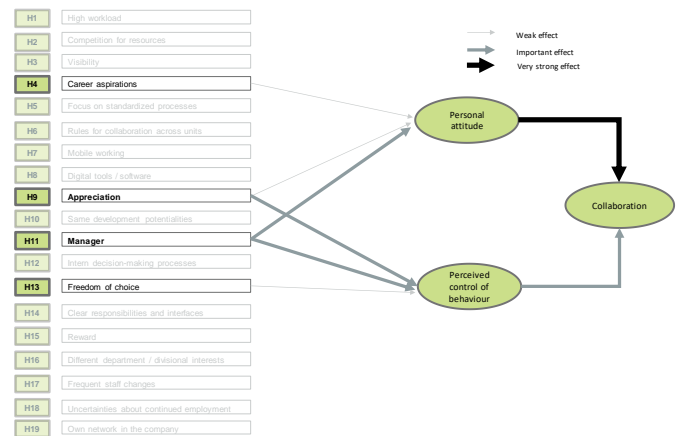 H1 High workload
H2 Competition for resources
H3 Visibility
H4 Career aspirations
H5 Focus on standardized processes
H6 Rules for collaboration across units
H7 Mobile working
H8 Digital tools / software
H9 Appreciation
H10 Same development potentialities
H11 Manager
H12 Intern decision-making processes
H13 Freedom of choice
H14 Clear responsibilities and interfaces
H15 Reward
H16 Different department / divisional interests
H17 Frequent staff changes
H18 Uncertainties about continued employment
H19 Own network in the company
Weak effect
Important effect
Very strong effect
Personal
attitude
Collaboration
Perceived
control of
behaviour